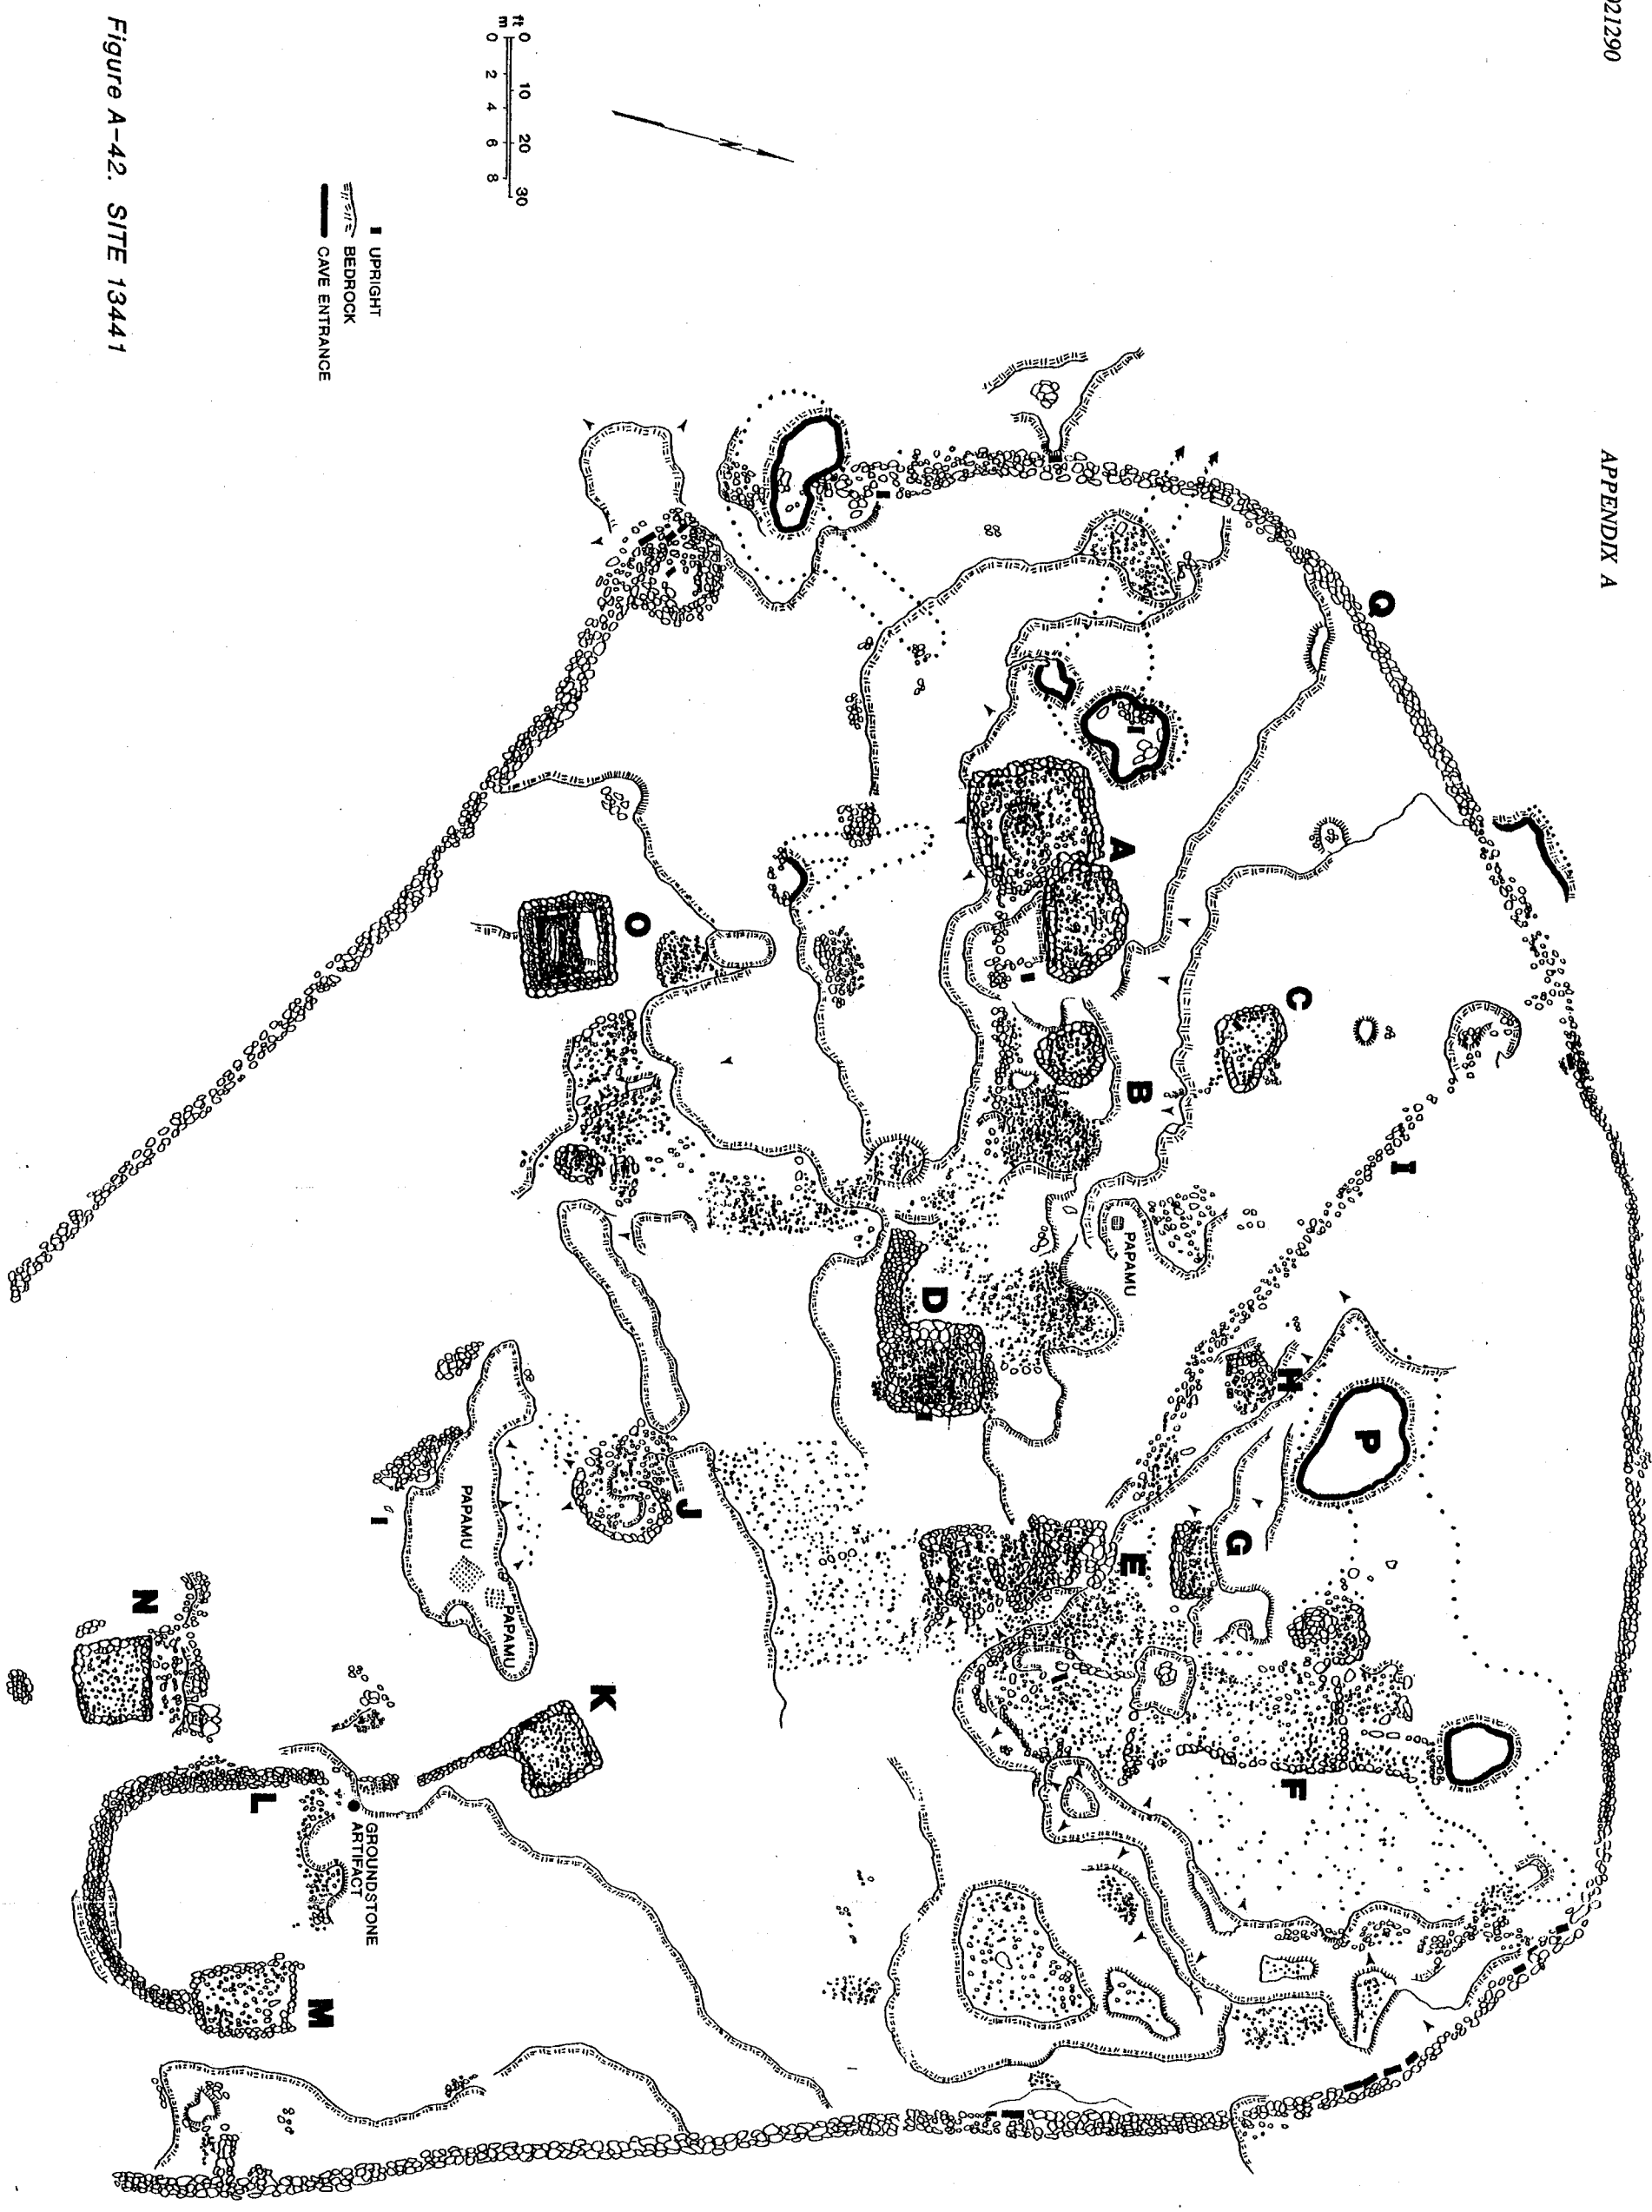 021290
APPENDIX A
Q
A
C
B
I
PAPAMU
O
D
H
P
J
E
G
PAPAMU
PAPAMU
F
K
N
L
GROUNDSTONE
ARTIFACT
M
ft 0 10 20 30
m 0 2 4 6 8
UPRIGHT
BEDROCK
CAVE ENTRANCE
Figure A-42. SITE 13441